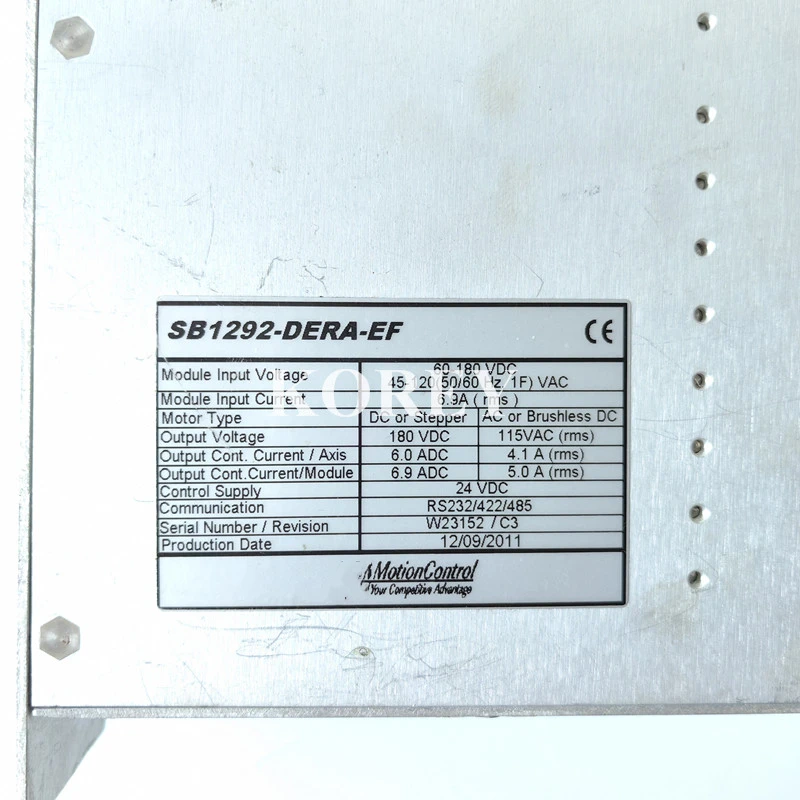 SB1292-DERA-EF CE
Module Input Voltage 60-180 VDC
45-120(50/60 Hz, 1F) VAC
Module Input Current 6.9A ( rms )
Motor Type DC or Stepper AC or Brushless DC
Output Voltage 180 VDC 115VAC (rms)
Output Cont. Current / Axis 6.0 ADC 4.1 A (rms)
Output Cont.Current/Module 6.9 ADC 5.0 A (rms)
Control Supply 24 VDC
Communication RS232/422/485
Serial Number / Revision W23152 / C3
Production Date 12/09/2011
MotionControl
Your Competitive Advantage
KOREY